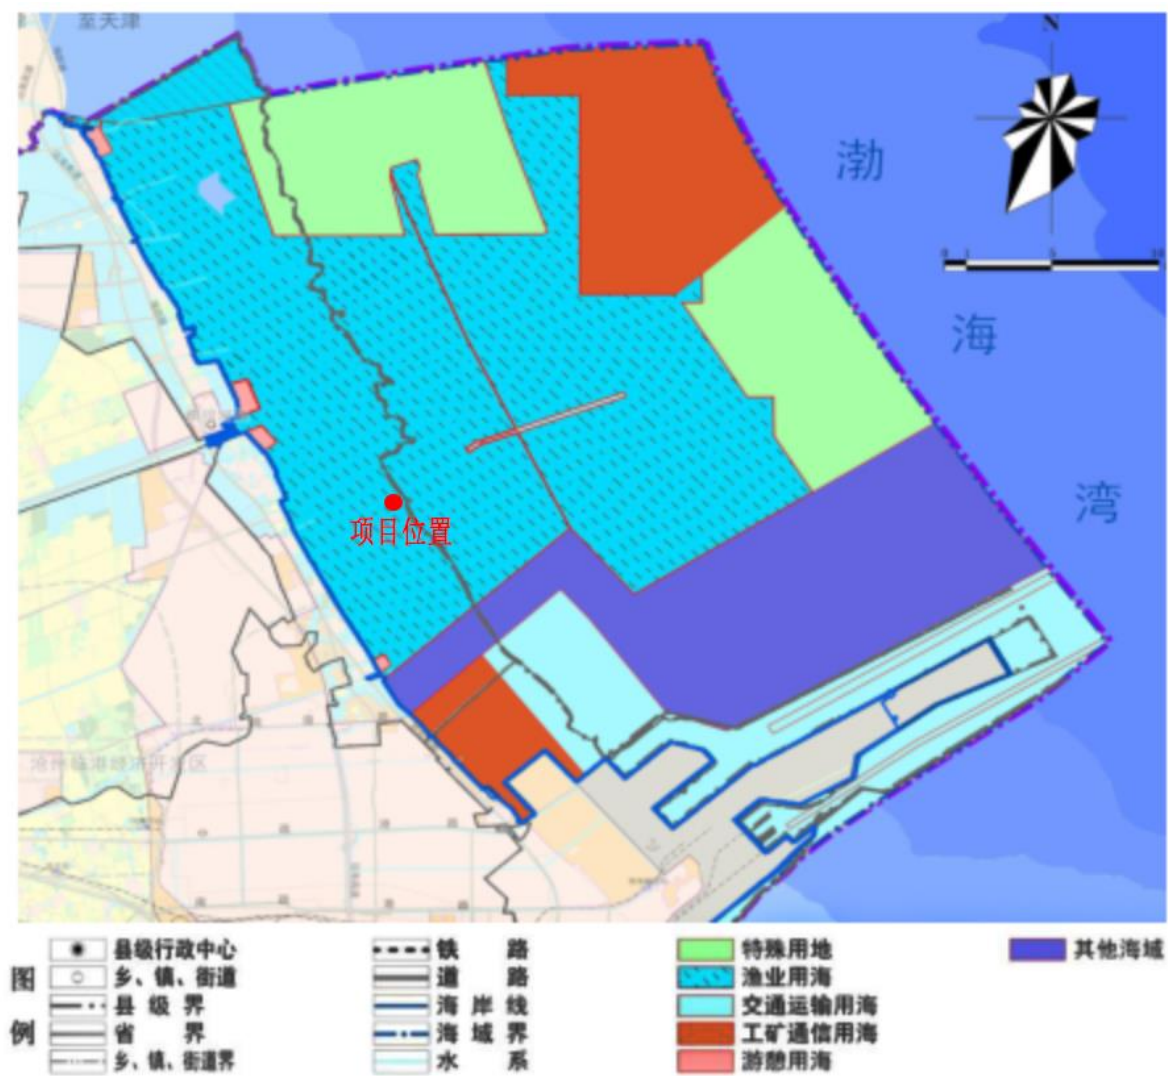 至天津
N
渤
海
湾
0 1 5 10
项目位置
沧州临港经济开发区
图
例
县级行政中心
乡、镇、街道
县级界
省界
乡、镇、街道界
铁路
道路
海岸线
海域界
水系
特殊用地
渔业用海
交通运输用海
工矿通信用海
游憩用海
其他海域